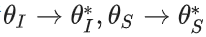 θ_I → θ_I^*, θ_S → θ_S^*